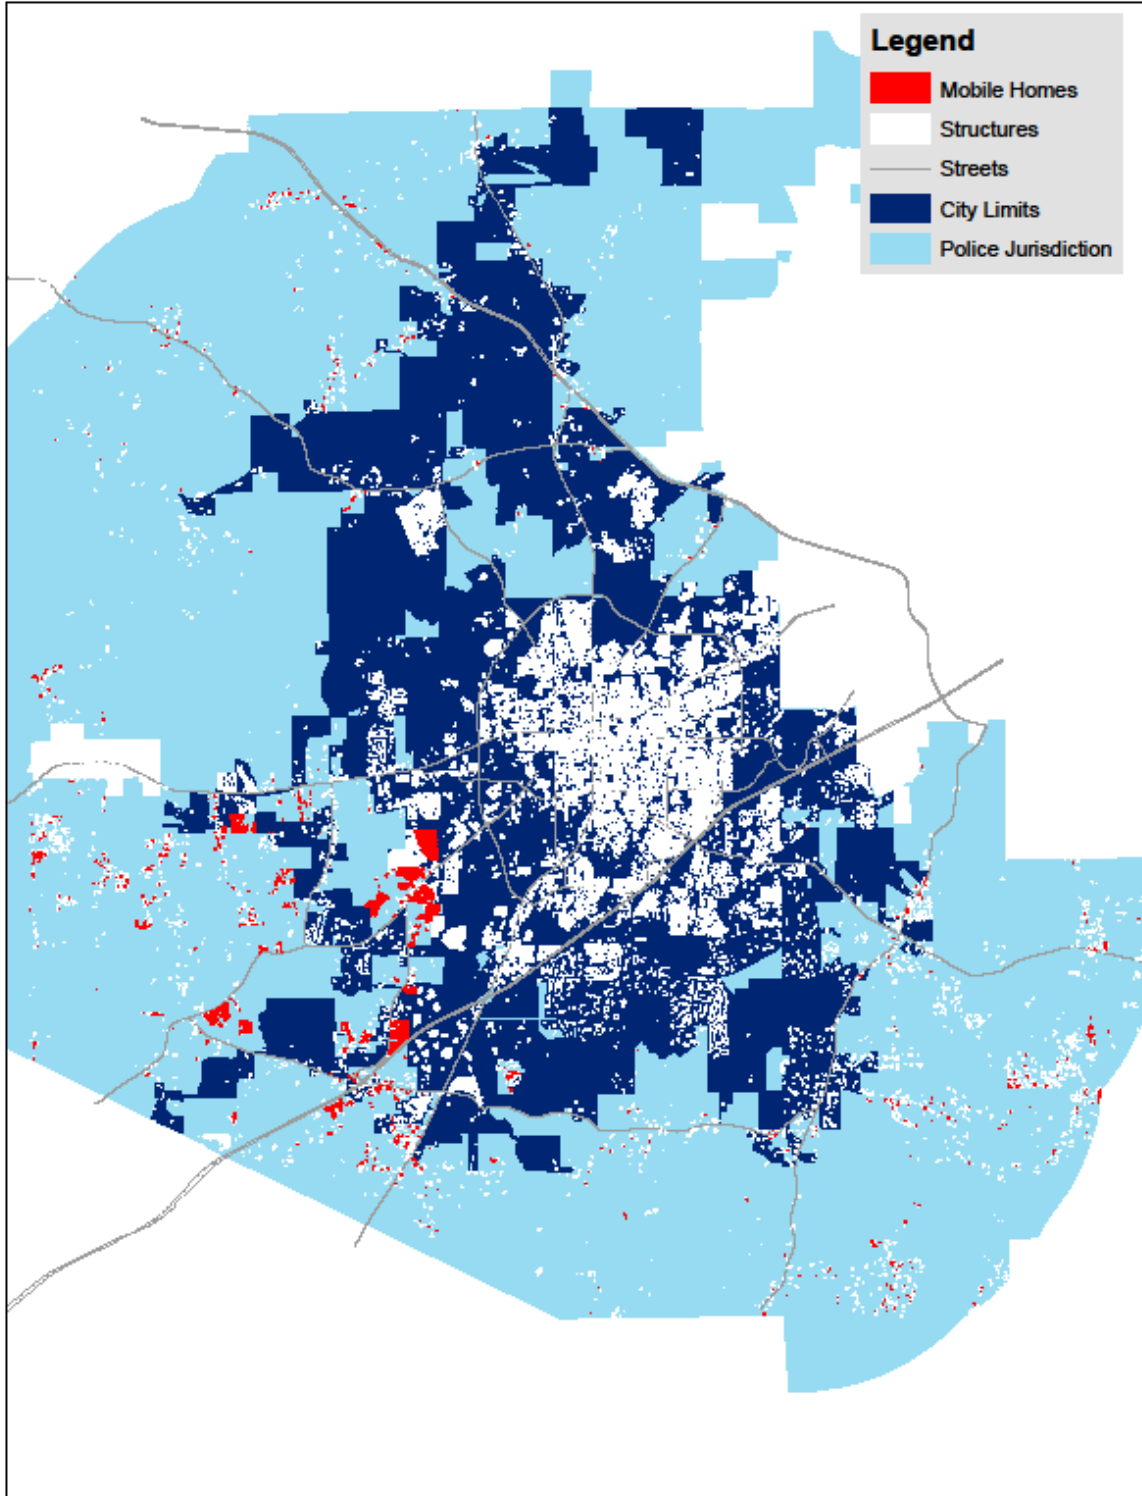 Legend
Mobile Homes
Structures
Streets
City Limits
Police Jurisdiction